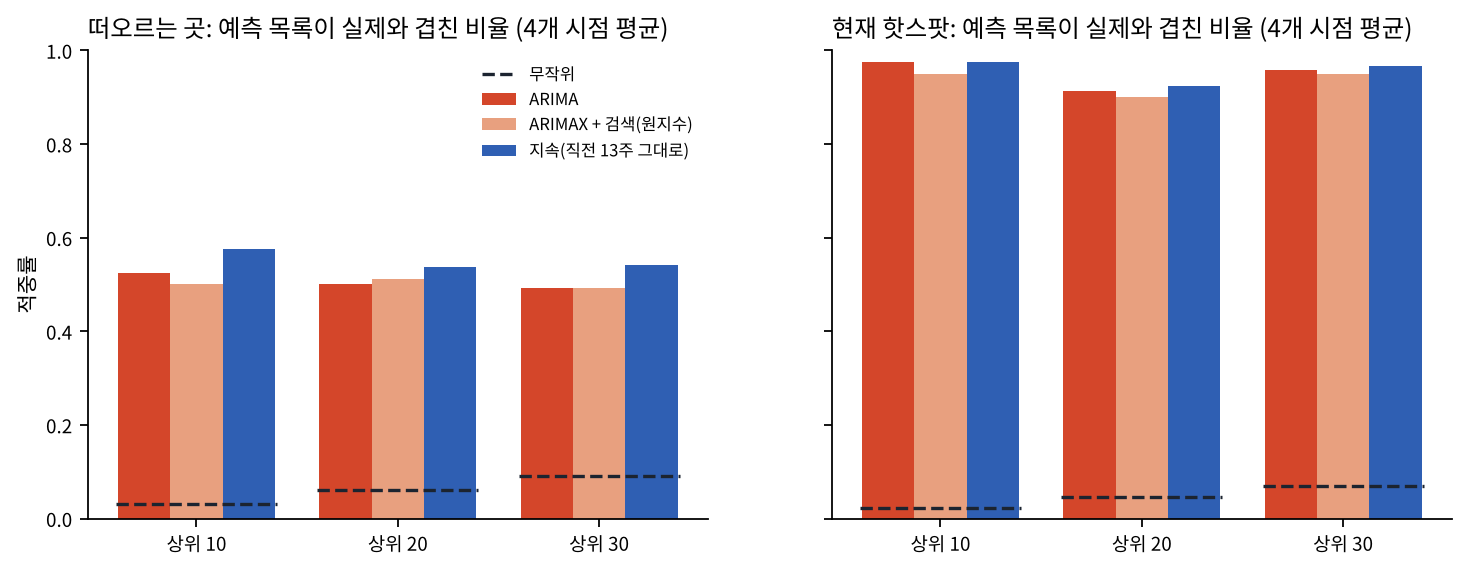 떠오르는 곳: 예측 목록이 실제와 겹친 비율 (4개 시점 평균)
무작위
ARIMA
ARIMAX + 검색(원지수)
지속(직전 13주 그대로)
적중률
1.0
0.8
0.6
0.4
0.2
0.0
상위 10
상위 20
상위 30
현재 핫스팟: 예측 목록이 실제와 겹친 비율 (4개 시점 평균)
상위 10
상위 20
상위 30